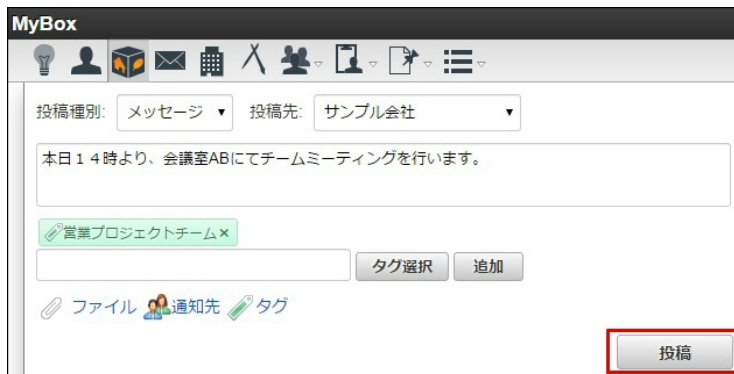 MyBox
投稿種別: メッセージ 投稿先: サンプル会社
本日１４時より、会議室ABにてチームミーティングを行います。
営業プロジェクトチーム×
タグ選択 追加
ファイル 通知先 タグ
投稿